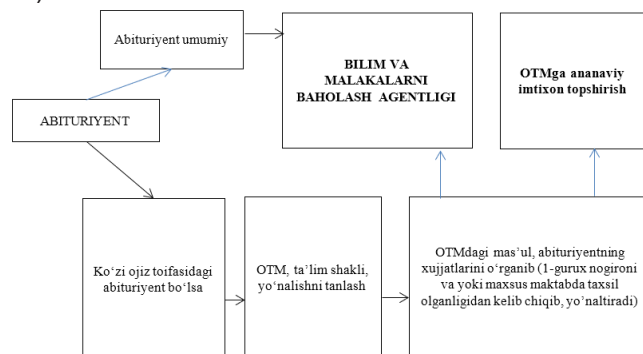 Abituriyent umumiy
BILIM VA
MALAKALARNI
BAHOLASH AGENTLIGI
OTMga ananaviy
imtixon topshirish
ABITURIYENT
Ko‘zi ojiz toifasidagi
abituriyent bo‘lsa
OTM, ta’lim shakli,
yo‘nalishni tanlash
OTMdagi mas’ul, abituriyentning
xujjatlarini o‘rganib (1-gurux nogironi
va yoki maxsus maktabda taxsil
olganligidan kelib chiqib, yo‘naltiradi)